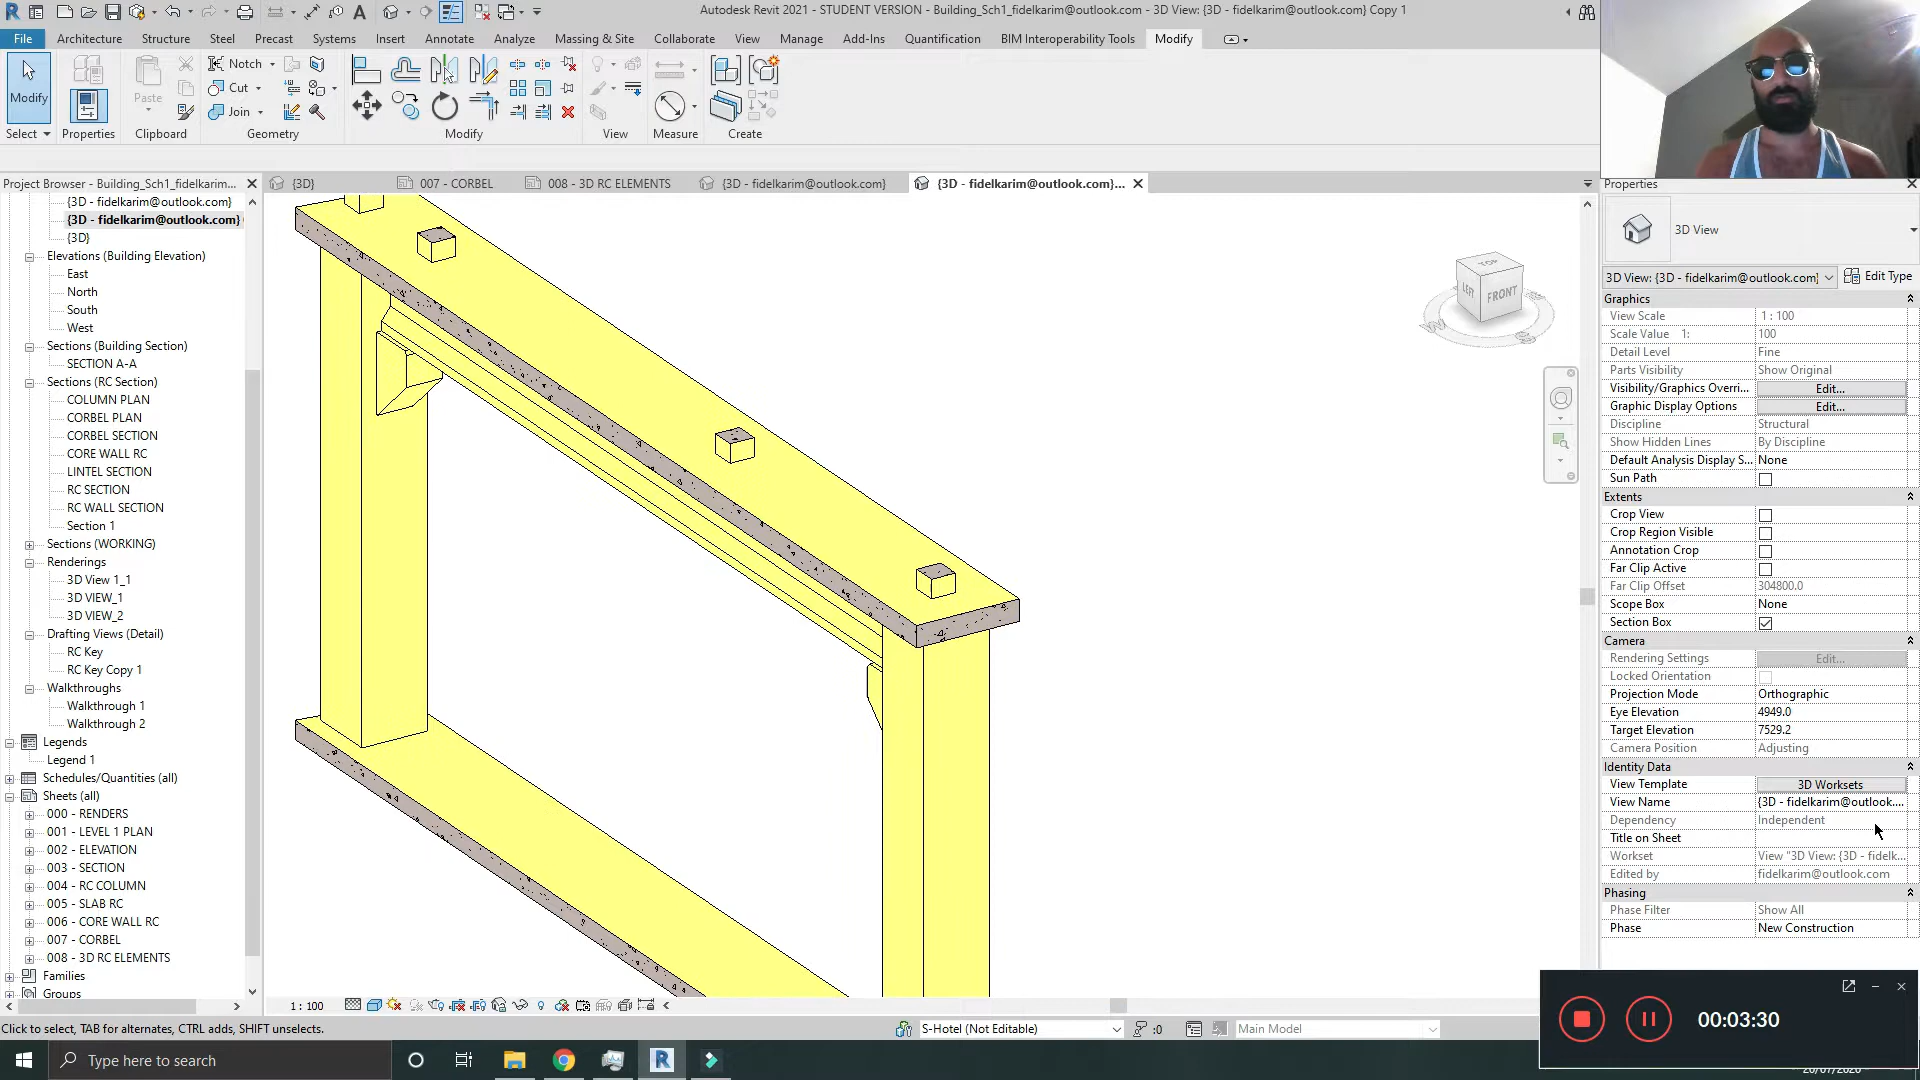 Autodesk Revit 2021 - STUDENT VERSION - Building_Sch1_fidelkarim@outlook.com - 3D View: {3D - fidelkarim@outlook.com} Copy 1
File Architecture Structure Steel Precast Systems Insert Annotate Analyze Massing & Site Collaborate View Manage Add-Ins Quantification BIM Interoperability Tools Modify
Modify
Paste
Notch
Cut
Join
Select Properties Clipboard Geometry Modify View Measure Create
Project Browser - Building_Sch1_fidelkarim...
{3D} 007 - CORBEL 008 - 3D RC ELEMENTS {3D - fidelkarim@outlook.com} {3D - fidelkarim@outlook.com}...
{3D - fidelkarim@outlook.com}
{3D - fidelkarim@outlook.com}
{3D}
Elevations (Building Elevation)
East
North
South
West
Sections (Building Section)
SECTION A-A
Sections (RC Section)
COLUMN PLAN
CORBEL PLAN
CORBEL SECTION
CORE WALL RC
LINTEL SECTION
RC SECTION
RC WALL SECTION
Section 1
Sections (WORKING)
Renderings
3D View 1_1
3D VIEW_1
3D VIEW_2
Drafting Views (Detail)
RC Key
RC Key Copy 1
Walkthroughs
Walkthrough 1
Walkthrough 2
Legends
Legend 1
Schedules/Quantities (all)
Sheets (all)
000 - RENDERS
001 - LEVEL 1 PLAN
002 - ELEVATION
003 - SECTION
004 - RC COLUMN
005 - SLAB RC
006 - CORE WALL RC
007 - CORBEL
008 - 3D RC ELEMENTS
Families
Groups
TOP
LEFT
FRONT
Properties
3D View
3D View: {3D - fidelkarim@outlook.com} Edit Type
Graphics
View Scale 1 : 100
Scale Value 1: 100
Detail Level Fine
Parts Visibility Show Original
Visibility/Graphics Overri... Edit...
Graphic Display Options Edit...
Discipline Structural
Show Hidden Lines By Discipline
Default Analysis Display S... None
Sun Path
Extents
Crop View
Crop Region Visible
Annotation Crop
Far Clip Active
Far Clip Offset 304800.0
Scope Box None
Section Box
Camera
Rendering Settings Edit...
Locked Orientation
Projection Mode Orthographic
Eye Elevation 4949.0
Target Elevation 7529.2
Camera Position Adjusting
Identity Data
View Template 3D Worksets
View Name {3D - fidelkarim@outlook....
Dependency Independent
Title on Sheet
Workset View "3D View: {3D - fidelk...
Edited by fidelkarim@outlook.com
Phasing
Phase Filter Show All
Phase New Construction
1 : 100
Click to select, TAB for alternates, CTRL adds, SHIFT unselects.
S-Hotel (Not Editable)
:0
Main Model
00:03:30
Type here to search